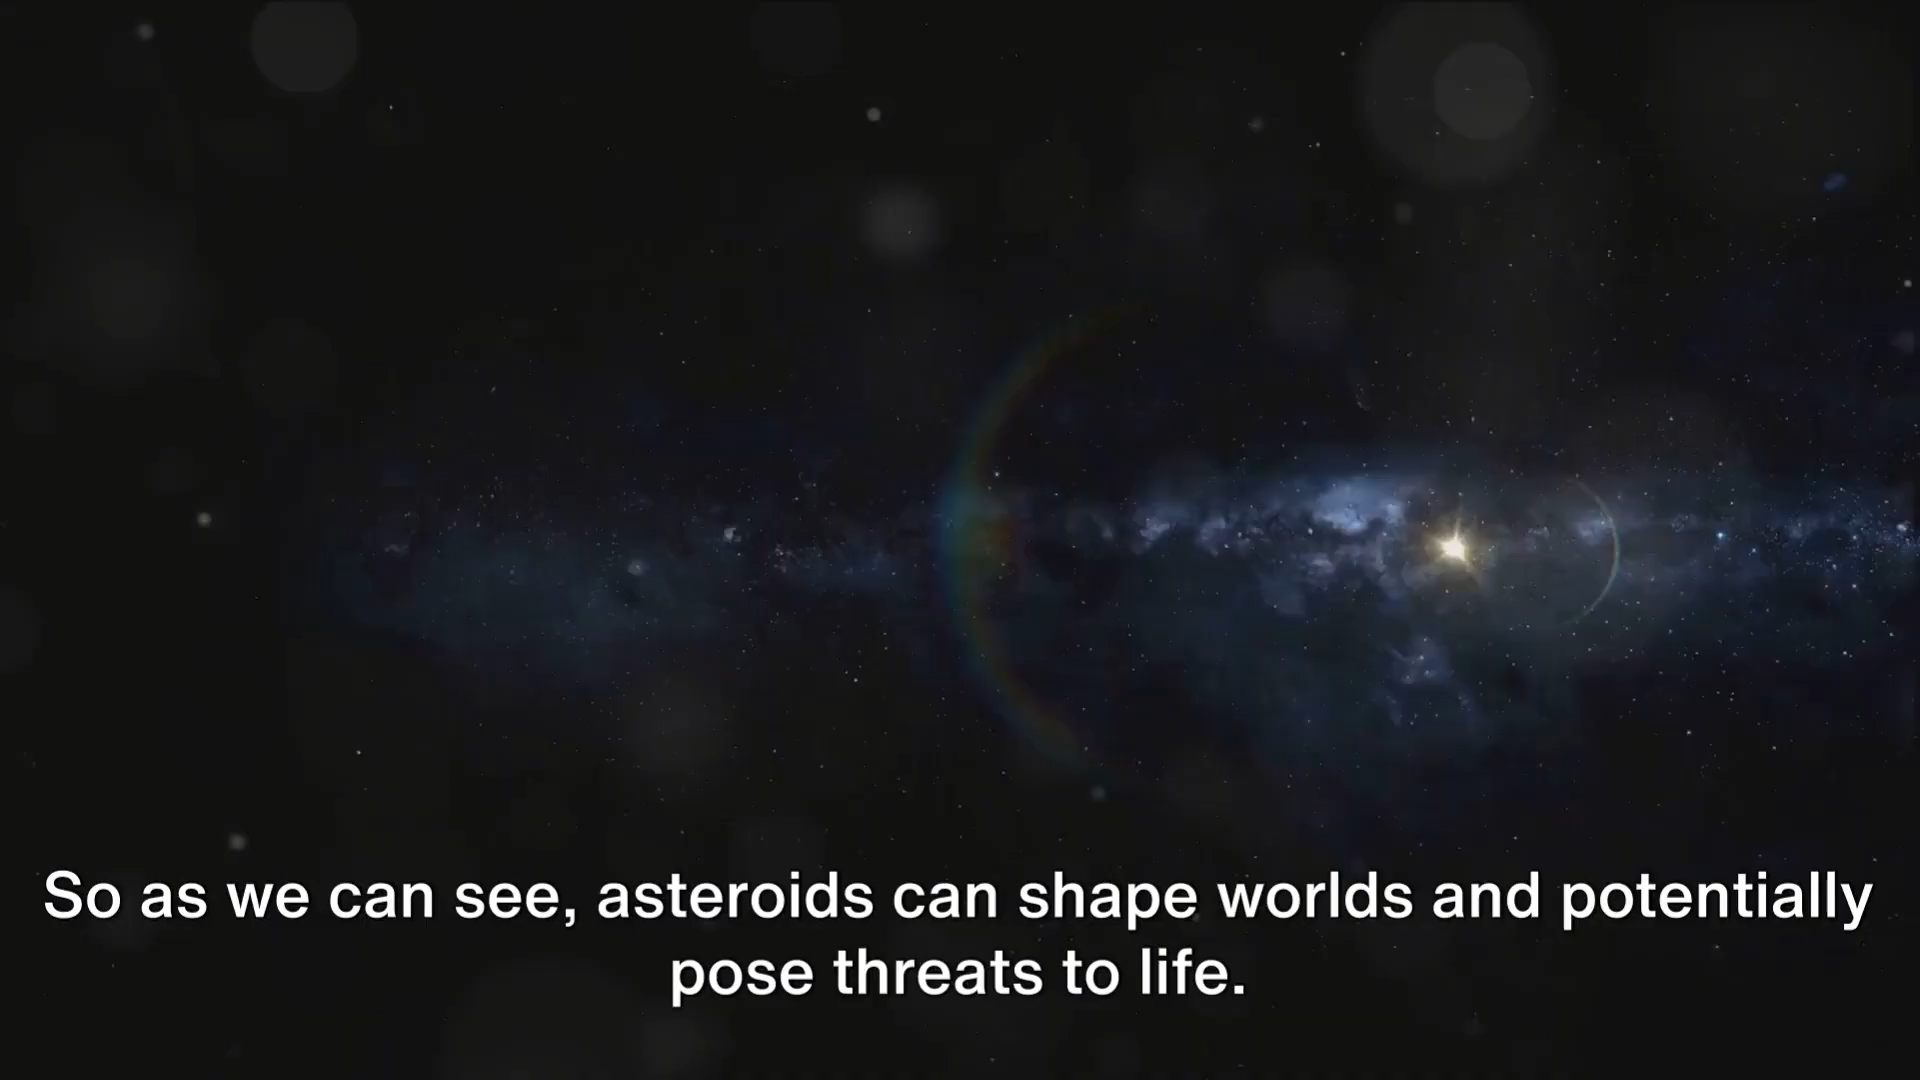 So as we can see, asteroids can shape worlds and potentially
pose threats to life.